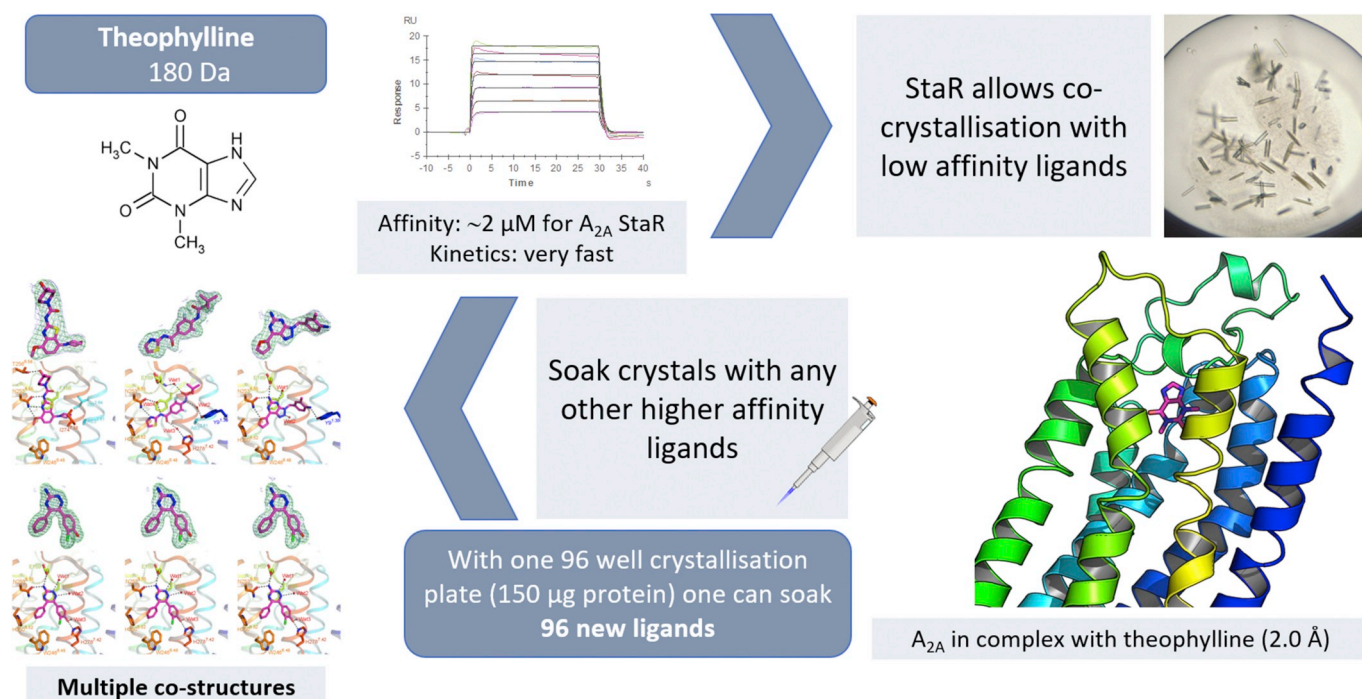 Theophylline
180 Da
O
H
N
H₃C
N
O
N
N
CH₃
RU
20
15
10
5
0
-5
Response
-10 -5 0 5 10 15 20 25 30 35 40
Time s
Affinity: ~2 µM for A₂A StaR
Kinetics: very fast
StaR allows co-
crystallisation with
low affinity ligands
Soak crystals with any
other higher affinity
ligands
With one 96 well crystallisation
plate (150 µg protein) one can soak
96 new ligands
Multiple co-structures
A₂A in complex with theophylline (2.0 Å)